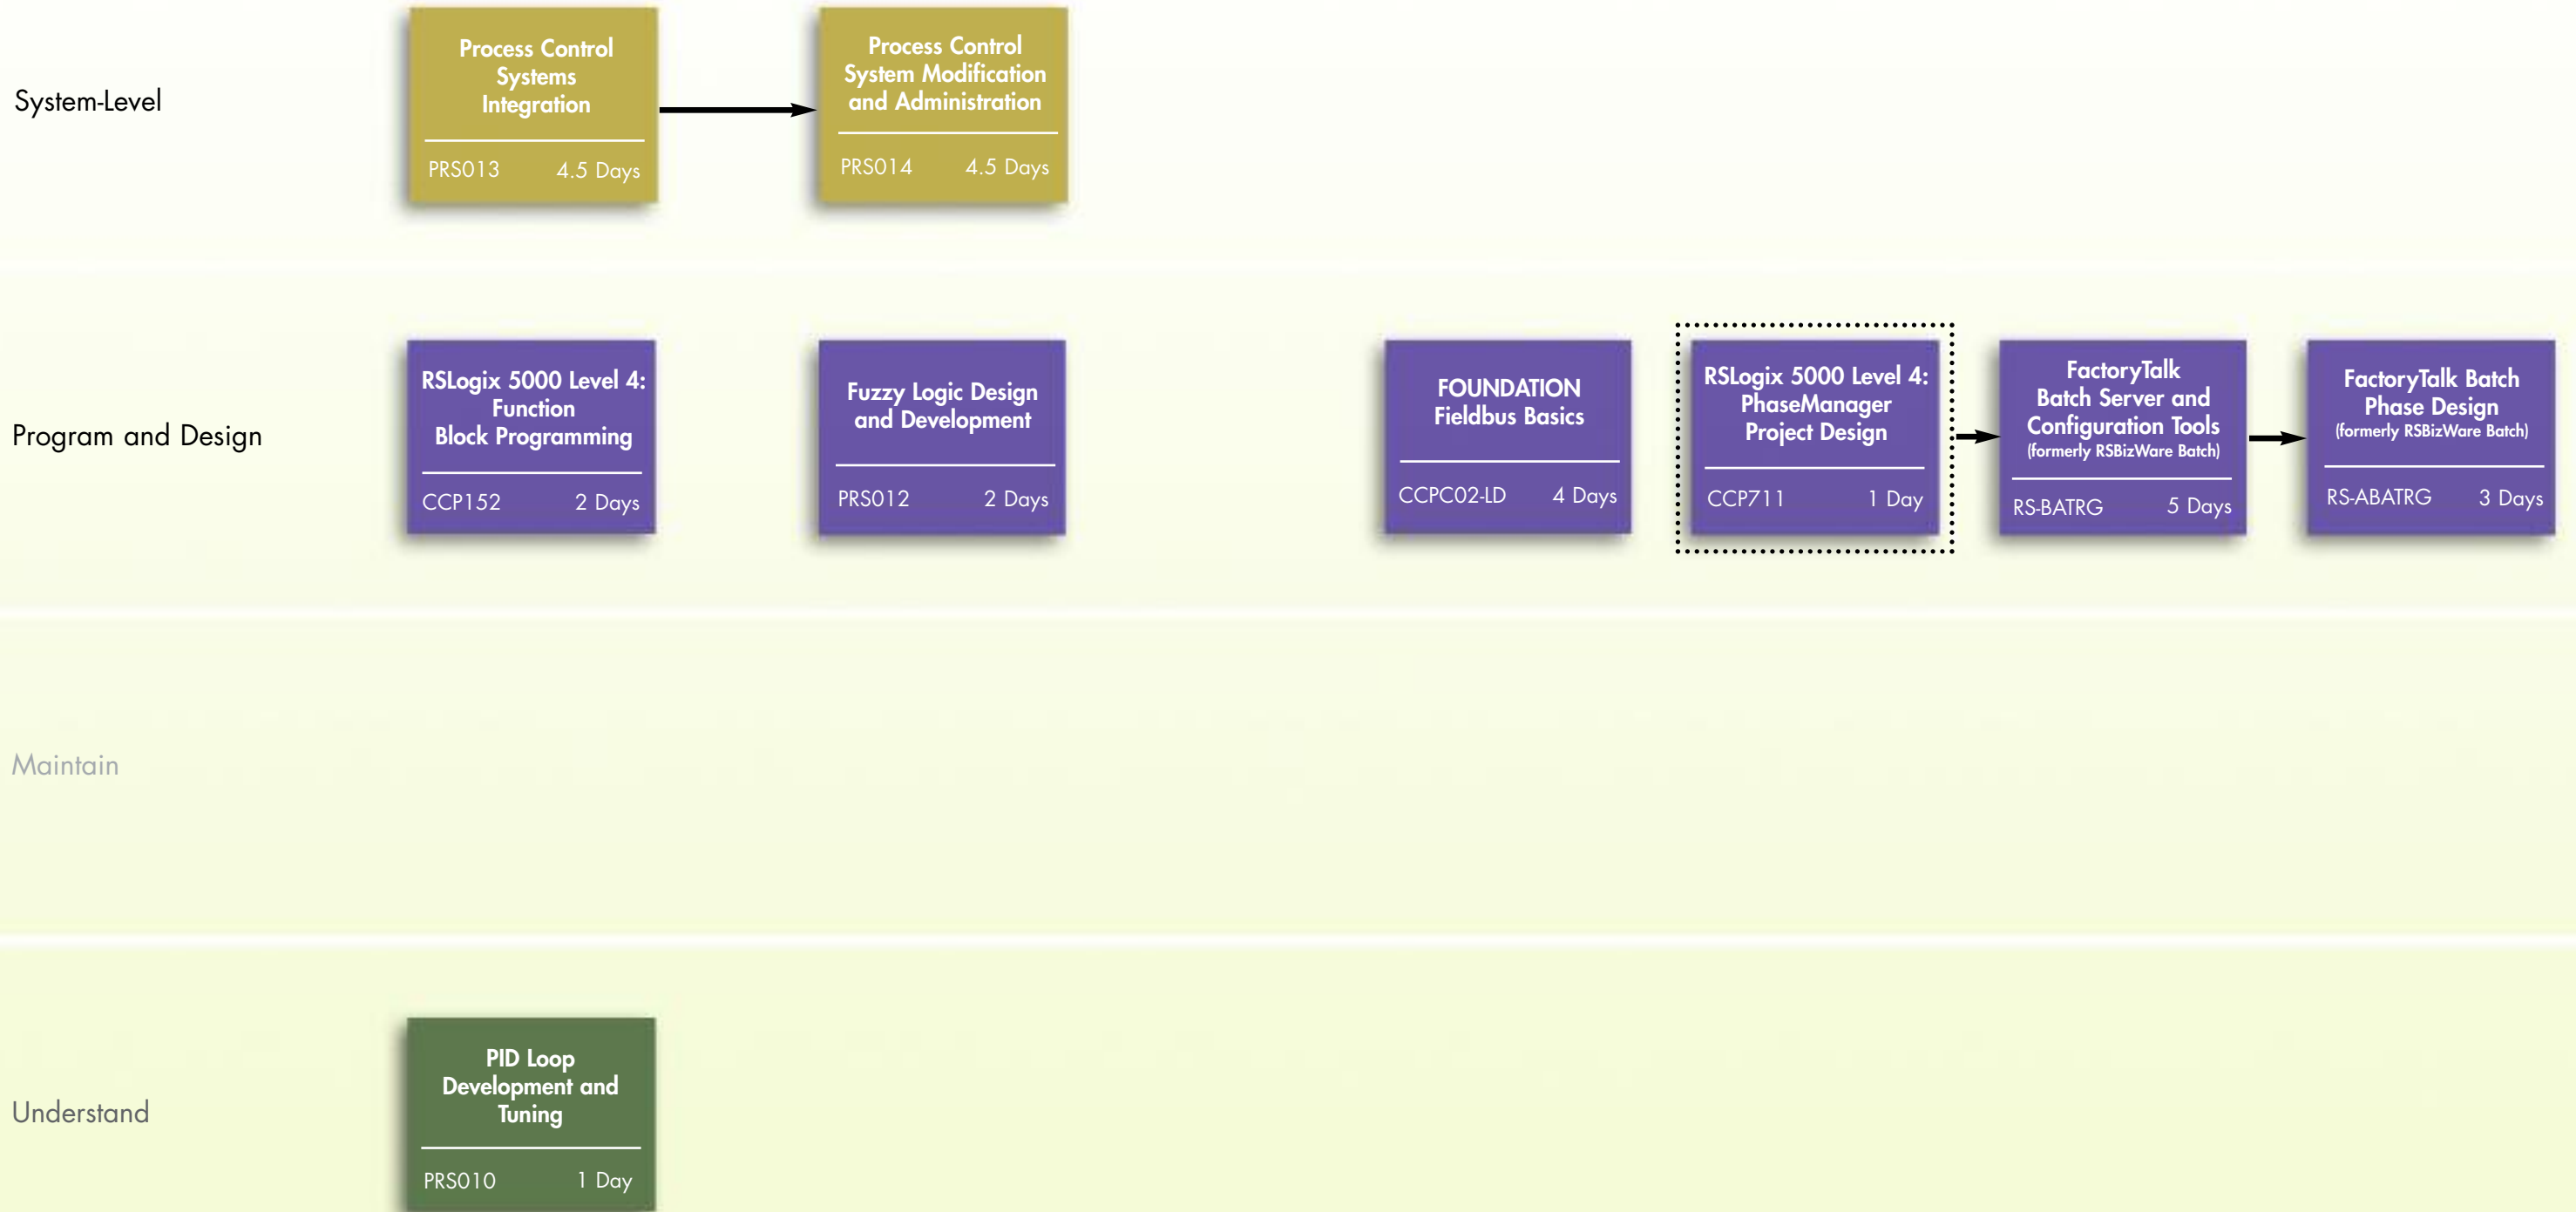 System-Level
Process Control
Systems
Integration
PRS013 4.5 Days
Process Control
System Modification
and Administration
PRS014 4.5 Days
Program and Design
RSLogix 5000 Level 4:
Function
Block Programming
CCP152 2 Days
Fuzzy Logic Design
and Development
PRS012 2 Days
FOUNDATION
Fieldbus Basics
CCPC02-LD 4 Days
RSLogix 5000 Level 4:
PhaseManager
Project Design
CCP711 1 Day
FactoryTalk
Batch Server and
Configuration Tools
(formerly RSBizWare Batch)
RS-BATRG 5 Days
FactoryTalk Batch
Phase Design
(formerly RSBizWare Batch)
RS-ABATRG 3 Days
Maintain
Understand
PID Loop
Development and
Tuning
PRS010 1 Day